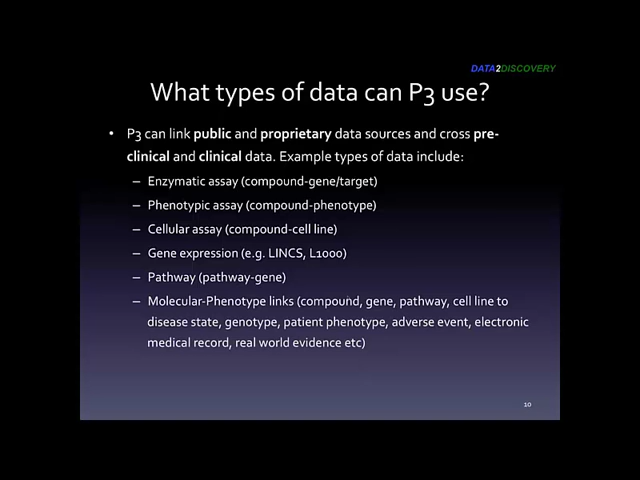 DATA2DISCOVERY
What types of data can P3 use?
• P3 can link public and proprietary data sources and cross pre-
clinical and clinical data. Example types of data include:
– Enzymatic assay (compound-gene/target)
– Phenotypic assay (compound-phenotype)
– Cellular assay (compound-cell line)
– Gene expression (e.g. LINCS, L1000)
– Pathway (pathway-gene)
– Molecular-Phenotype links (compound, gene, pathway, cell line to
disease state, genotype, patient phenotype, adverse event, electronic
medical record, real world evidence etc)
10